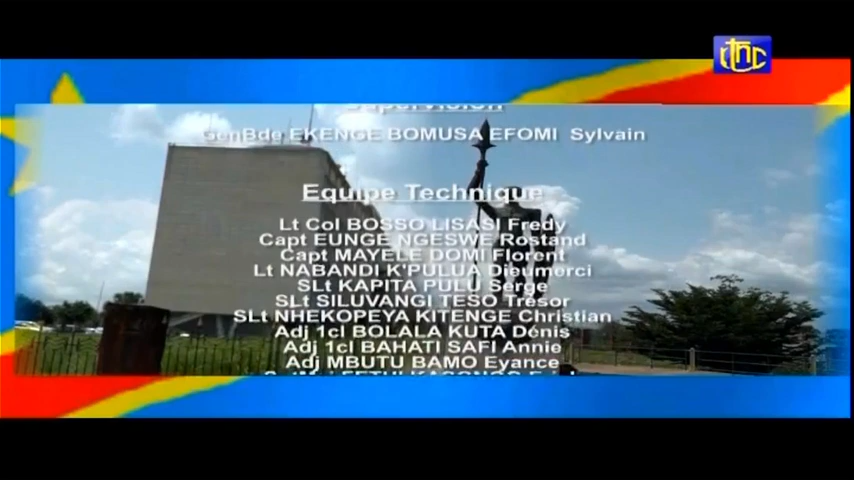 rtnc
Supervision
GenBde EKENGE BOMUSA EFOMI Sylvain
Equipe Technique
Lt Col BOSSO LISASI Fredy
Capt EUNGE NGESWE Rostand
Capt MAYELE DOMI Florent
Lt NABANDI K'PULUA Dieumerci
SLt KAPITA PULU Serge
SLt SILUVANGI TESO Trésor
SLt NHEKOPEYA KITENGE Christian
Adj 1cl BOLALA KUTA Dénis
Adj 1cl BAHATI SAFI Annie
Adj MBUTU BAMO Eyance